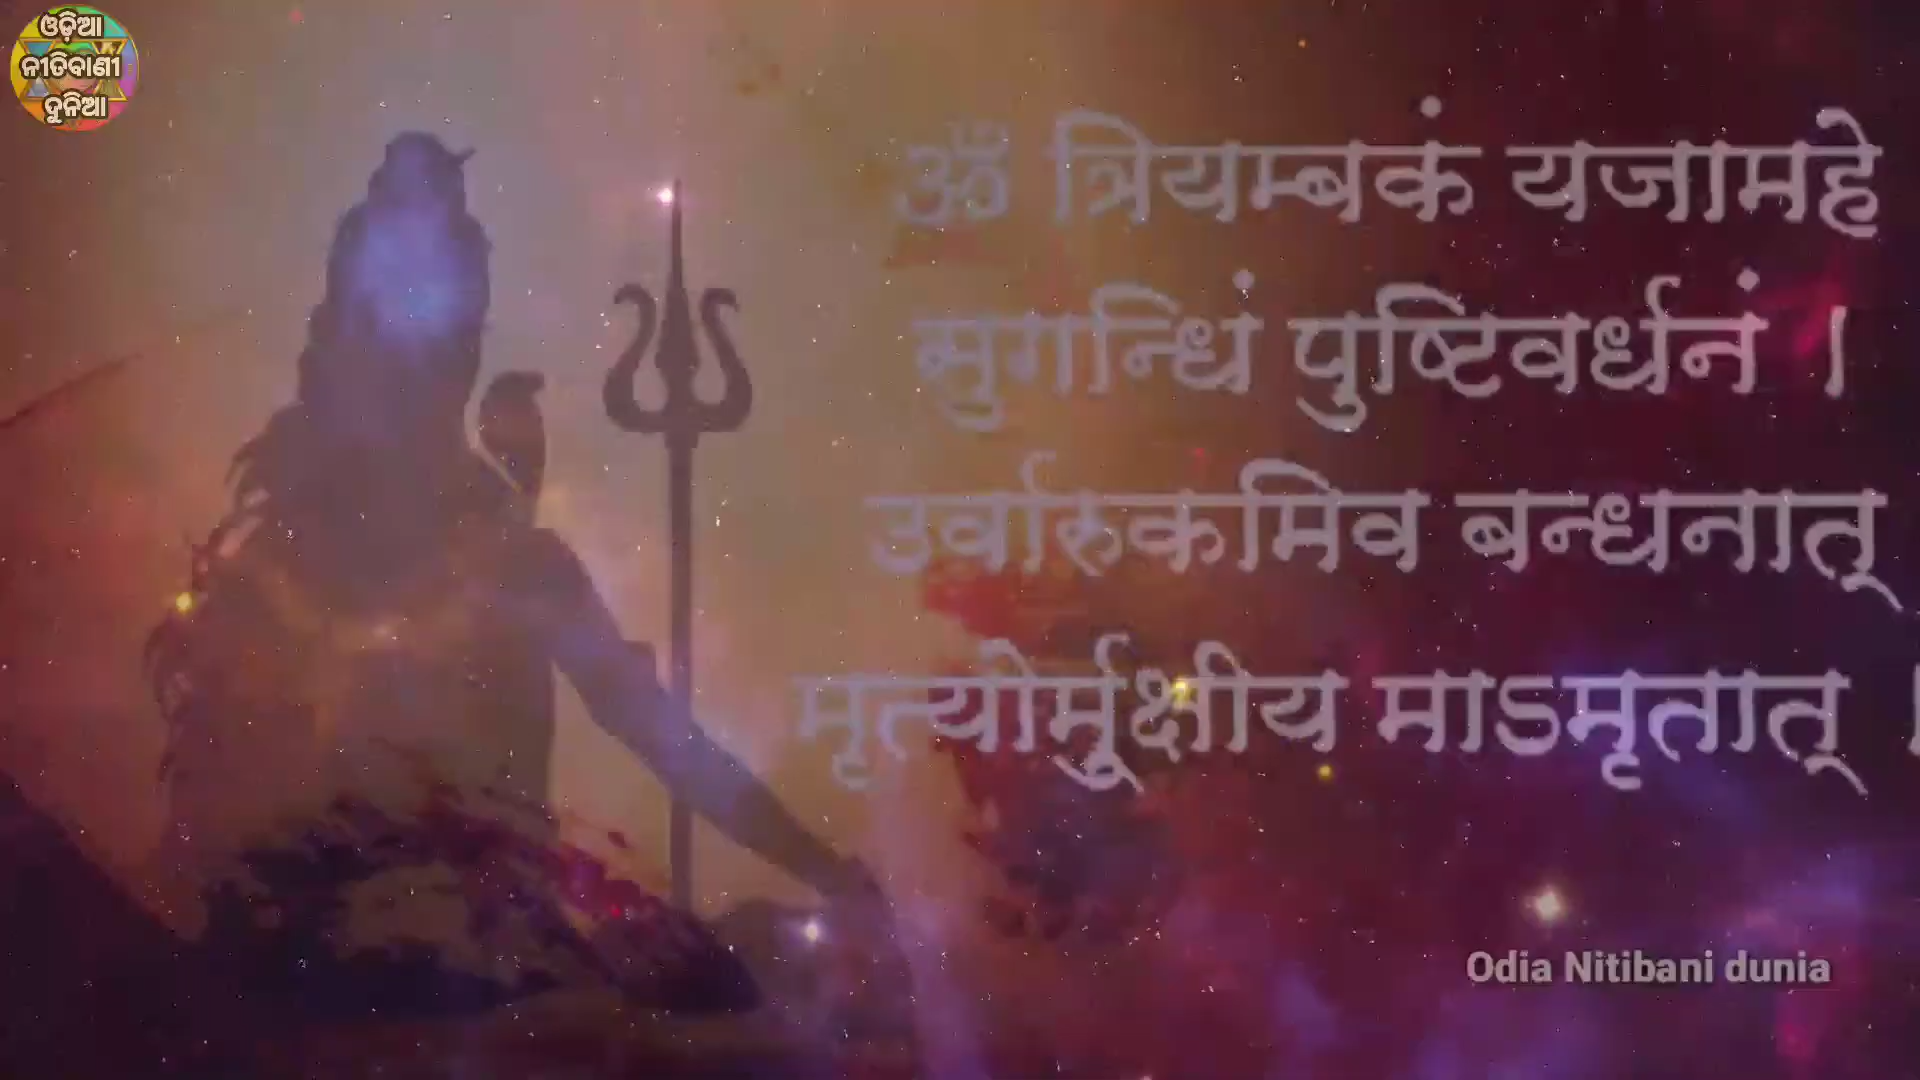 ଓଡ଼ିଆ
ନୀତିବାଣୀ
ଦୁନିଆ
ॐ त्रियम्बकं यजामहे
सुगन्धिं पुष्टिवर्धनं ।
उर्वारुकमिव बन्धनात्
मृत्योर्मुक्षीय माऽमृतात् ।
Odia Nitibani dunia